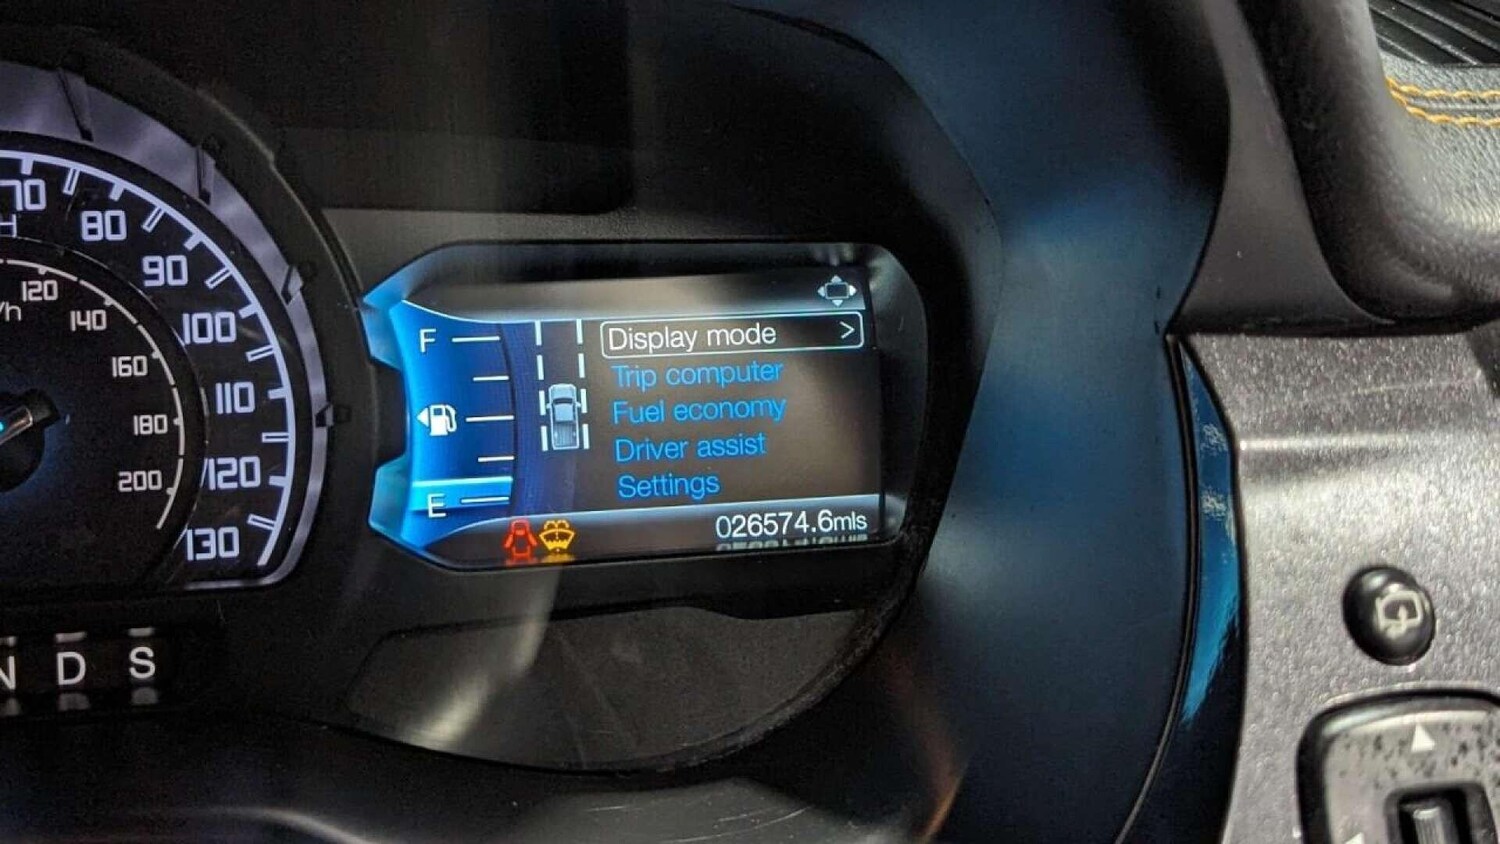 70
80
90
100
110
120
130
120
140
160
180
200
F
E
Display mode >
Trip computer
Fuel economy
Driver assist
Settings
026574.6mls
N D S